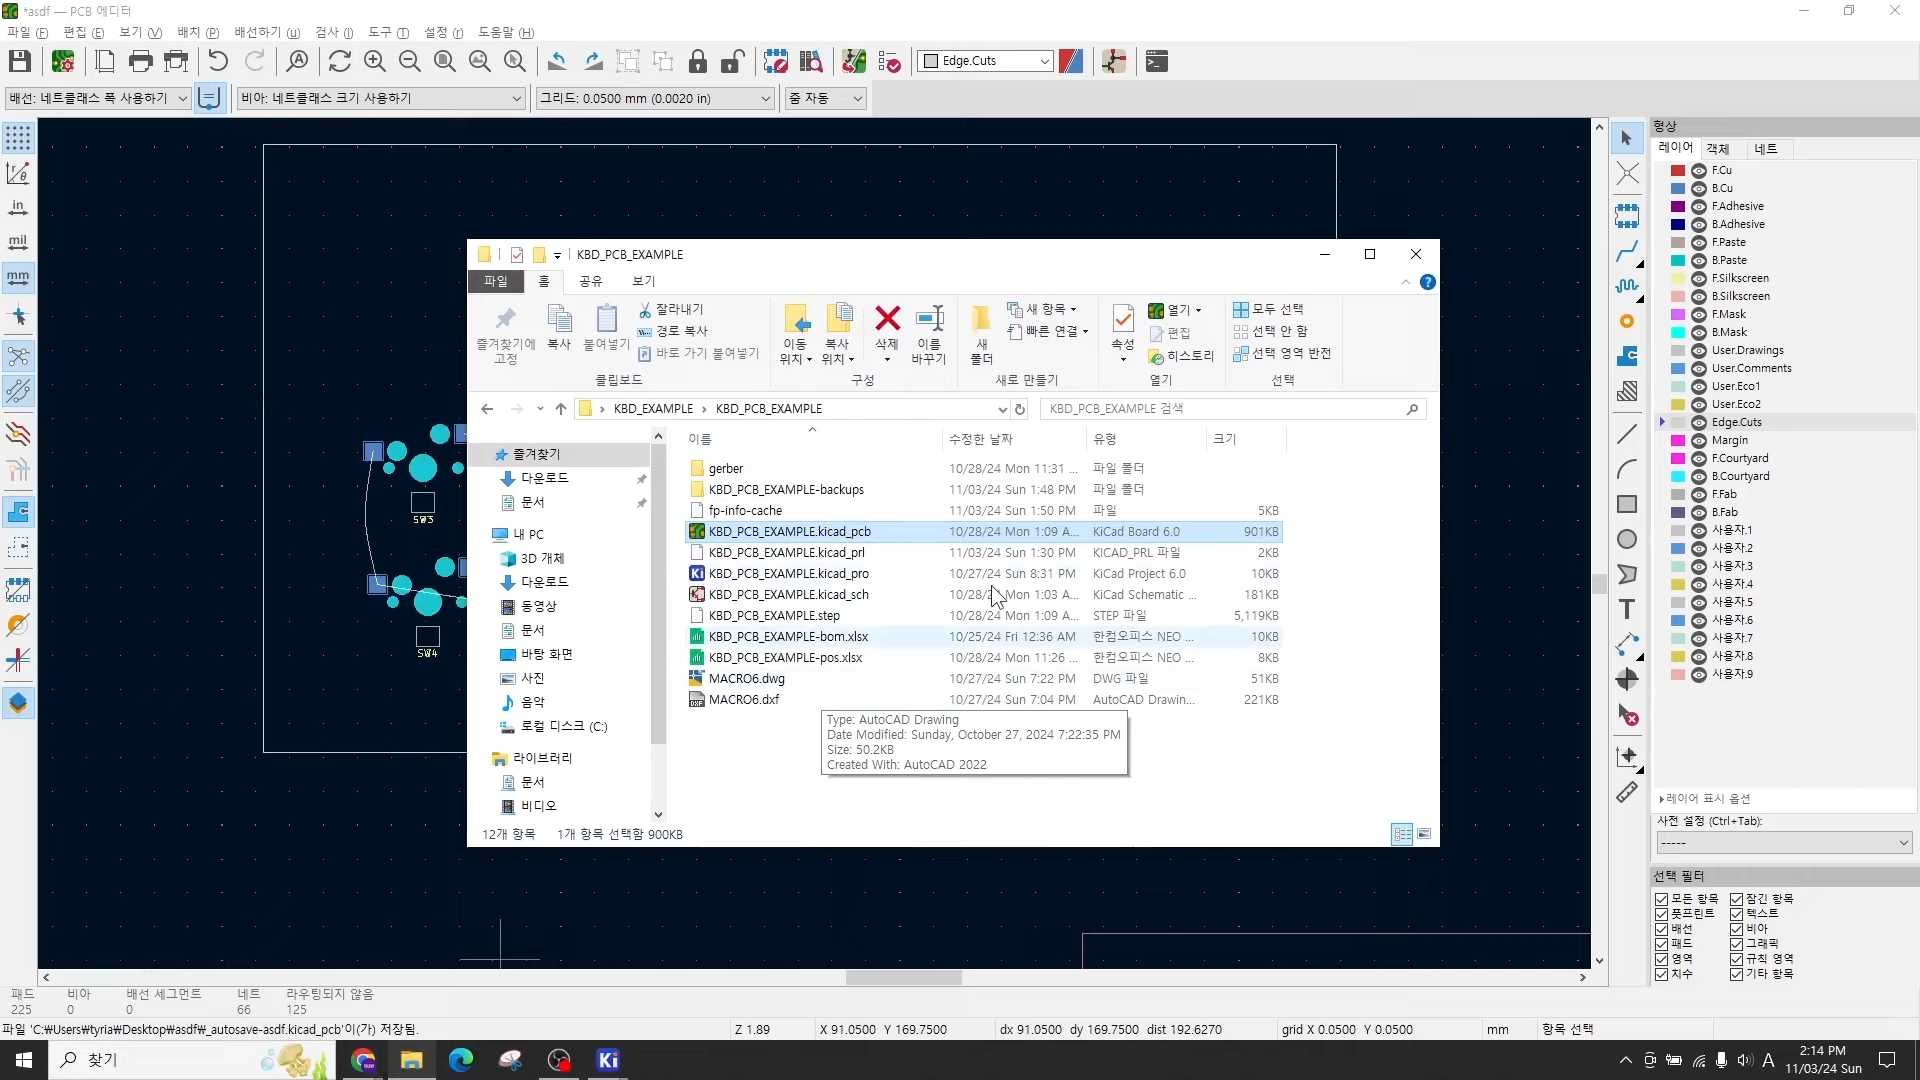 *asdf — PCB 에디터
파일 (F) 편집 (E) 보기 (V) 배치 (P) 배선하기 (u) 검사 (I) 도구 (T) 설정 (r) 도움말 (H)
Edge.Cuts
배선: 네트클래스 폭 사용하기
비아: 네트클래스 크기 사용하기
그리드: 0.0500 mm (0.0020 in)
줌 자동
in
mil
mm
SW3
SW4
KBD_PCB_EXAMPLE
파일 홈 공유 보기
즐겨찾기에 고정
복사
붙여넣기
잘라내기
경로 복사
바로 가기 붙여넣기
클립보드
이동 위치
복사 위치
삭제
이름 바꾸기
구성
새 폴더
새 항목
빠른 연결
새로 만들기
속성
열기
편집
히스토리
열기
모두 선택
선택 안 함
선택 영역 반전
선택
KBD_EXAMPLE › KBD_PCB_EXAMPLE
KBD_PCB_EXAMPLE 검색
즐겨찾기
다운로드
문서
내 PC
3D 개체
다운로드
동영상
문서
바탕 화면
사진
음악
로컬 디스크 (C:)
라이브러리
문서
비디오
이름 수정한 날짜 유형 크기
gerber 10/28/24 Mon 11:31 ... 파일 폴더
KBD_PCB_EXAMPLE-backups 11/03/24 Sun 1:48 PM 파일 폴더
fp-info-cache 11/03/24 Sun 1:50 PM 파일 5KB
KBD_PCB_EXAMPLE.kicad_pcb 10/28/24 Mon 1:09 A... KiCad Board 6.0 901KB
KBD_PCB_EXAMPLE.kicad_prl 11/03/24 Sun 1:30 PM KICAD_PRL 파일 2KB
KBD_PCB_EXAMPLE.kicad_pro 10/27/24 Sun 8:31 PM KiCad Project 6.0 10KB
KBD_PCB_EXAMPLE.kicad_sch 10/28/24 Mon 1:03 A... KiCad Schematic ... 181KB
KBD_PCB_EXAMPLE.step 10/28/24 Mon 1:09 A... STEP 파일 5,119KB
KBD_PCB_EXAMPLE-bom.xlsx 10/25/24 Fri 12:36 AM 한컴오피스 NEO ... 10KB
KBD_PCB_EXAMPLE-pos.xlsx 10/28/24 Mon 11:26 ... 한컴오피스 NEO ... 8KB
MACRO6.dwg 10/27/24 Sun 7:22 PM DWG 파일 51KB
MACRO6.dxf 10/27/24 Sun 7:04 PM AutoCAD Drawin... 221KB
Type: AutoCAD Drawing
Date Modified: Sunday, October 27, 2024 7:22:35 PM
Size: 50.2KB
Created With: AutoCAD 2022
12개 항목 1개 항목 선택함 900KB
형상
레이어 객체 네트
F.Cu
B.Cu
F.Adhesive
B.Adhesive
F.Paste
B.Paste
F.Silkscreen
B.Silkscreen
F.Mask
B.Mask
User.Drawings
User.Comments
User.Eco1
User.Eco2
Edge.Cuts
Margin
F.Courtyard
B.Courtyard
F.Fab
B.Fab
사용자.1
사용자.2
사용자.3
사용자.4
사용자.5
사용자.6
사용자.7
사용자.8
사용자.9
레이어 표시 옵션
사전 설정 (Ctrl+Tab):
-----
선택 필터
모든 항목 잠긴 항목
풋프린트 텍스트
배선 비아
패드 그래픽
영역 규칙 영역
치수 기타 항목
패드 비아 배선 세그먼트 네트 라우팅되지 않음
225 0 0 66 125
파일 'C:₩Users₩tyria₩Desktop₩asdf₩_autosave-asdf.kicad_pcb'이(가) 저장됨.
Z 1.89
X 91.0500 Y 169.7500
dx 91.0500 dy 169.7500 dist 192.6270
grid X 0.0500 Y 0.0500
mm
항목 선택
찾기
Ki
A
2:14 PM
11/03/24 Sun